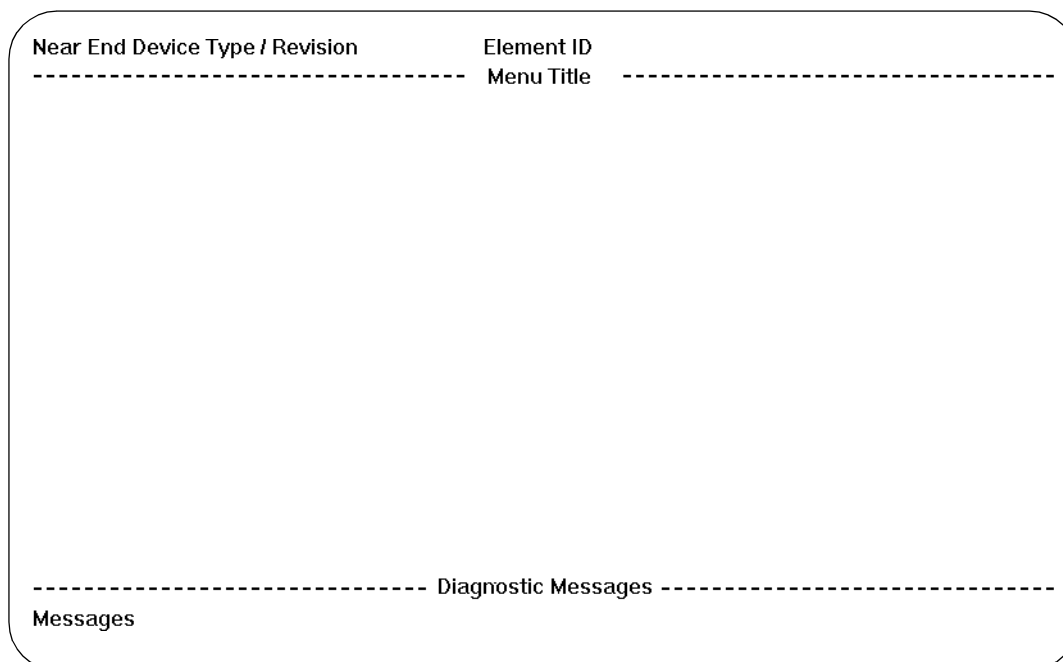 Near End Device Type / Revision Element ID
-------------------------------- Menu Title --------------------------------
----------------------------- Diagnostic Messages -----------------------------
Messages